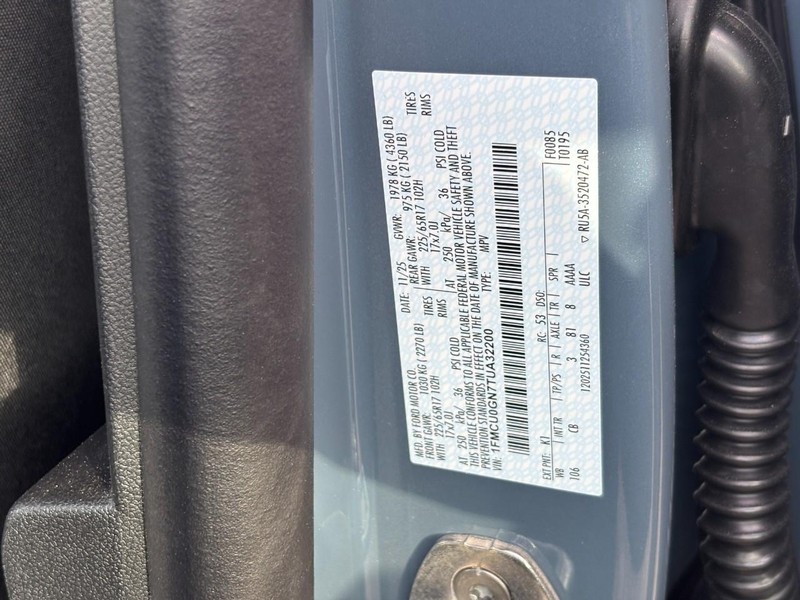 MFD. BY FORD MOTOR CO.
DATE: 11/25 GVWR: 1978 KG ( 4360 LB)
FRONT GAWR: 1030 KG ( 2270 LB) REAR GAWR: 975 KG ( 2150 LB)
WITH 225/65R17 102H TIRES WITH 225/65R17 102H TIRES
17x7.0J RIMS 17x7.0J RIMS
AT 250 kPa/ 36 PSI COLD AT 250 kPa/ 36 PSI COLD
THIS VEHICLE CONFORMS TO ALL APPLICABLE FEDERAL MOTOR VEHICLE SAFETY AND THEFT
PREVENTION STANDARDS IN EFFECT ON THE DATE OF MANUFACTURE SHOWN ABOVE.
VIN: 1FMCU0GN7TUA32200 TYPE: MPV
EXT PNT: K1 RC: 53 DSO: F0085
WB INT TR TP/PS R AXLE TR SPR T0195
106 CB 3 81 8 AAAA
1202511254360 ULC ▽ RU5A-3520472-AB